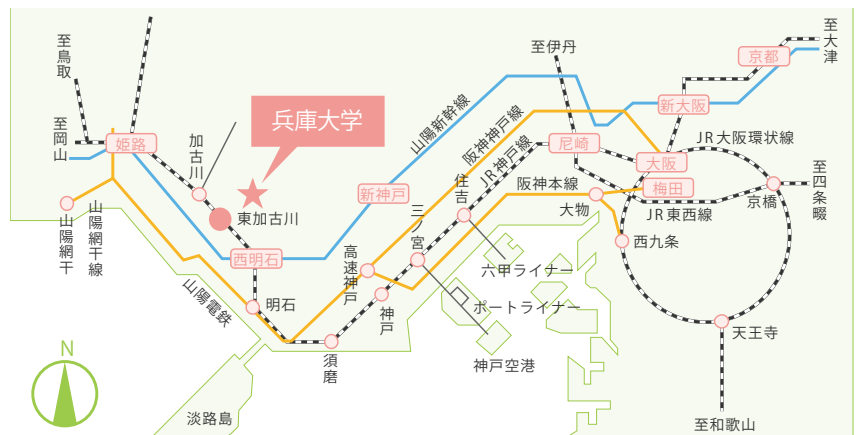 至鳥取
至岡山
姫路
加古川
兵庫大学
東加古川
山陽網干
山陽網干線
西明石
明石
山陽電鉄
須磨
淡路島
N
山陽新幹線
新神戸
高速神戸
神戸
三ノ宮
住吉
阪神神戸線
JR神戸線
阪神本線
六甲ライナー
ポートライナー
神戸空港
至伊丹
尼崎
大物
西九条
大阪
梅田
新大阪
京都
至大津
JR大阪環状線
JR東西線
京橋
至四条畷
天王寺
至和歌山